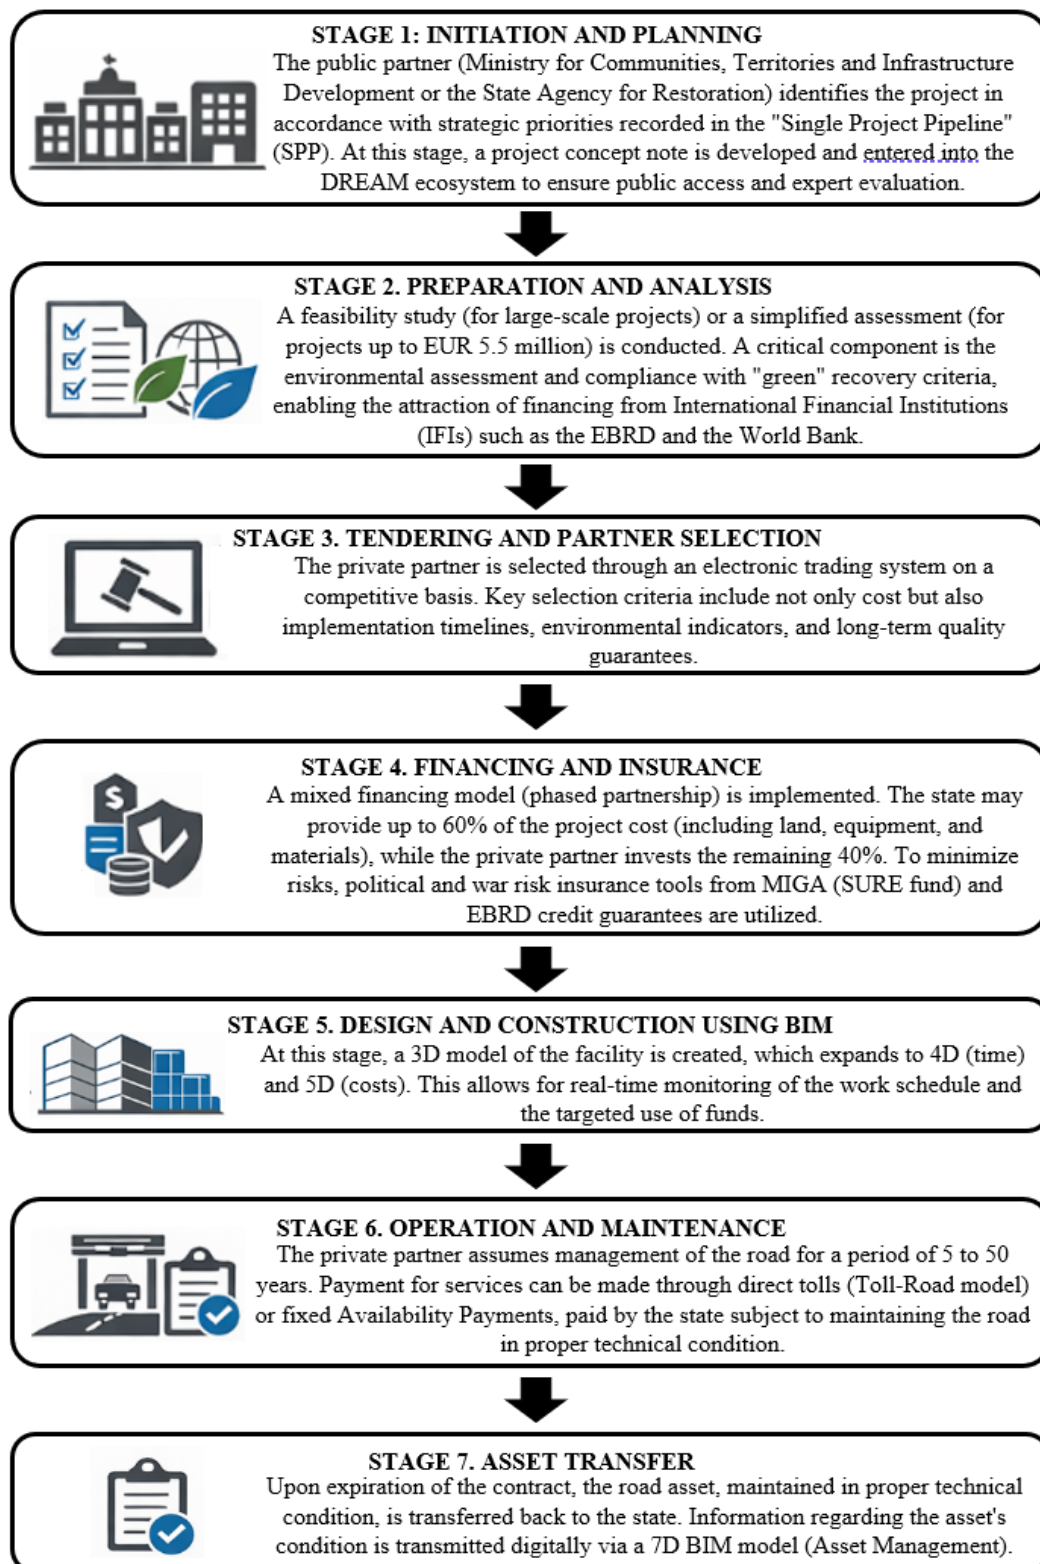 STAGE 1: INITIATION AND PLANNING
The public partner (Ministry for Communities, Territories and Infrastructure
Development or the State Agency for Restoration) identifies the project in
accordance with strategic priorities recorded in the "Single Project Pipeline"
(SPP). At this stage, a project concept note is developed and entered into the
DREAM ecosystem to ensure public access and expert evaluation.
STAGE 2. PREPARATION AND ANALYSIS
A feasibility study (for large-scale projects) or a simplified assessment (for
projects up to EUR 5.5 million) is conducted. A critical component is the
environmental assessment and compliance with "green" recovery criteria,
enabling the attraction of financing from International Financial Institutions
(IFIs) such as the EBRD and the World Bank.
STAGE 3. TENDERING AND PARTNER SELECTION
The private partner is selected through an electronic trading system on a
competitive basis. Key selection criteria include not only cost but also
implementation timelines, environmental indicators, and long-term quality
guarantees.
STAGE 4. FINANCING AND INSURANCE
$
A mixed financing model (phased partnership) is implemented. The state may
provide up to 60% of the project cost (including land, equipment, and
materials), while the private partner invests the remaining 40%. To minimize
risks, political and war risk insurance tools from MIGA (SURE fund) and
EBRD credit guarantees are utilized.
STAGE 5. DESIGN AND CONSTRUCTION USING BIM
At this stage, a 3D model of the facility is created, which expands to 4D (time)
and 5D (costs). This allows for real-time monitoring of the work schedule and
the targeted use of funds.
STAGE 6. OPERATION AND MAINTENANCE
The private partner assumes management of the road for a period of 5 to 50
years. Payment for services can be made through direct tolls (Toll-Road model)
or fixed Availability Payments, paid by the state subject to maintaining the road
in proper technical condition.
STAGE 7. ASSET TRANSFER
Upon expiration of the contract, the road asset, maintained in proper technical
condition, is transferred back to the state. Information regarding the asset's
condition is transmitted digitally via a 7D BIM model (Asset Management).